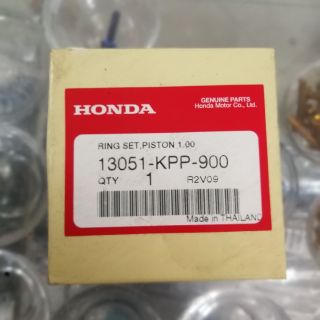 HONDA
GENUINE PARTS
Honda Motor Co., Ltd.
RING SET,PISTON 1.00
13051-KPP-900
QTY 1 R2V09
Made in THAILAND